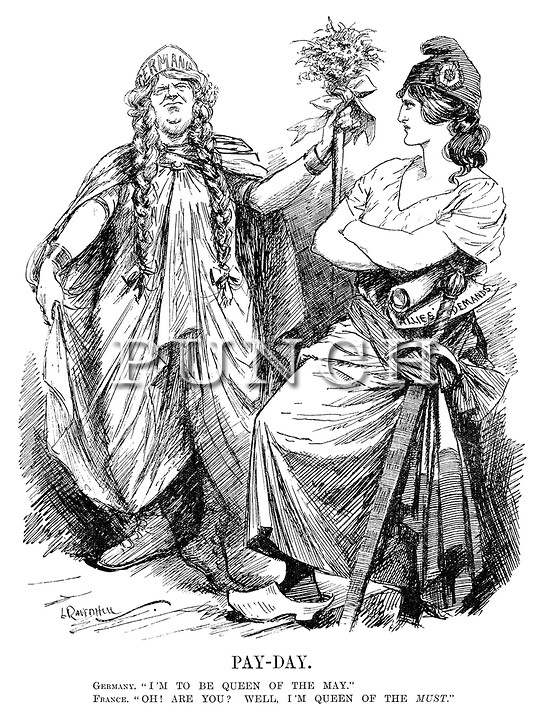 GERMANIA
ALLIES DEMANDS
PUNCH
L. Ravenhill
PAY-DAY.
Germany. "I'M TO BE QUEEN OF THE MAY."
France. "OH! ARE YOU? WELL, I'M QUEEN OF THE MUST."